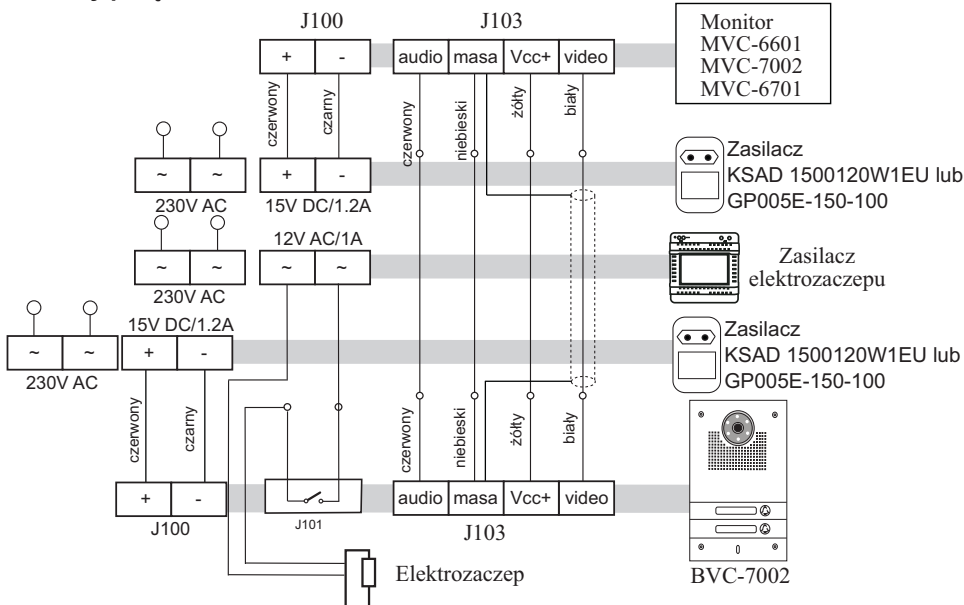 J100
J103
+ -
audio masa Vcc+ video
Monitor
MVC-6601
MVC-7002
MVC-6701
czerwony
czarny
czerwony
niebieski
żółty
biały
~ ~
230V AC
+ -
15V DC/1.2A
Zasilacz
KSAD 1500120W1EU lub
GP005E-150-100
12V AC/1A
~ ~
230V AC
~ ~
Zasilacz
elektrozaczepu
15V DC/1.2A
~ ~
230V AC
+ -
Zasilacz
KSAD 1500120W1EU lub
GP005E-150-100
czerwony
czarny
czerwony
niebieski
żółty
biały
+ -
J100
J101
audio masa Vcc+ video
J103
Elektrozaczep
BVC-7002